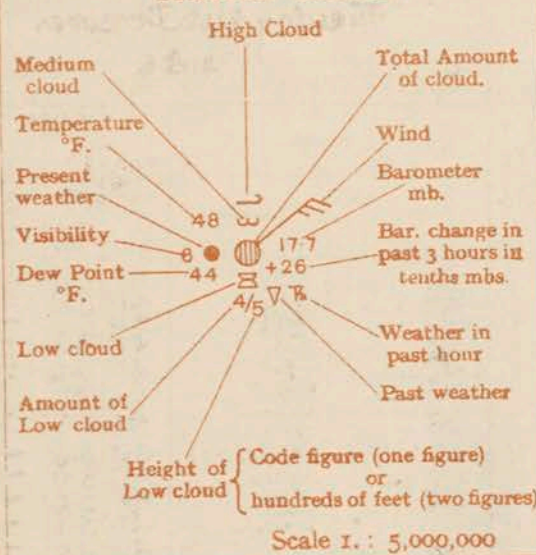 High Cloud
Medium
cloud
Total Amount
of cloud.
Temperature
°F.
Wind
Present
weather
Barometer
mb.
48
Visibility
6
17·7
Bar. change in
past 3 hours in
tenths mbs.
+26
Dew Point
°F.
44
4/5
Low cloud
Weather in
past hour
Past weather
Amount of
Low cloud
Height of
Low cloud
Code figure (one figure)
or
hundreds of feet (two figures)
Scale 1. : 5,000,000